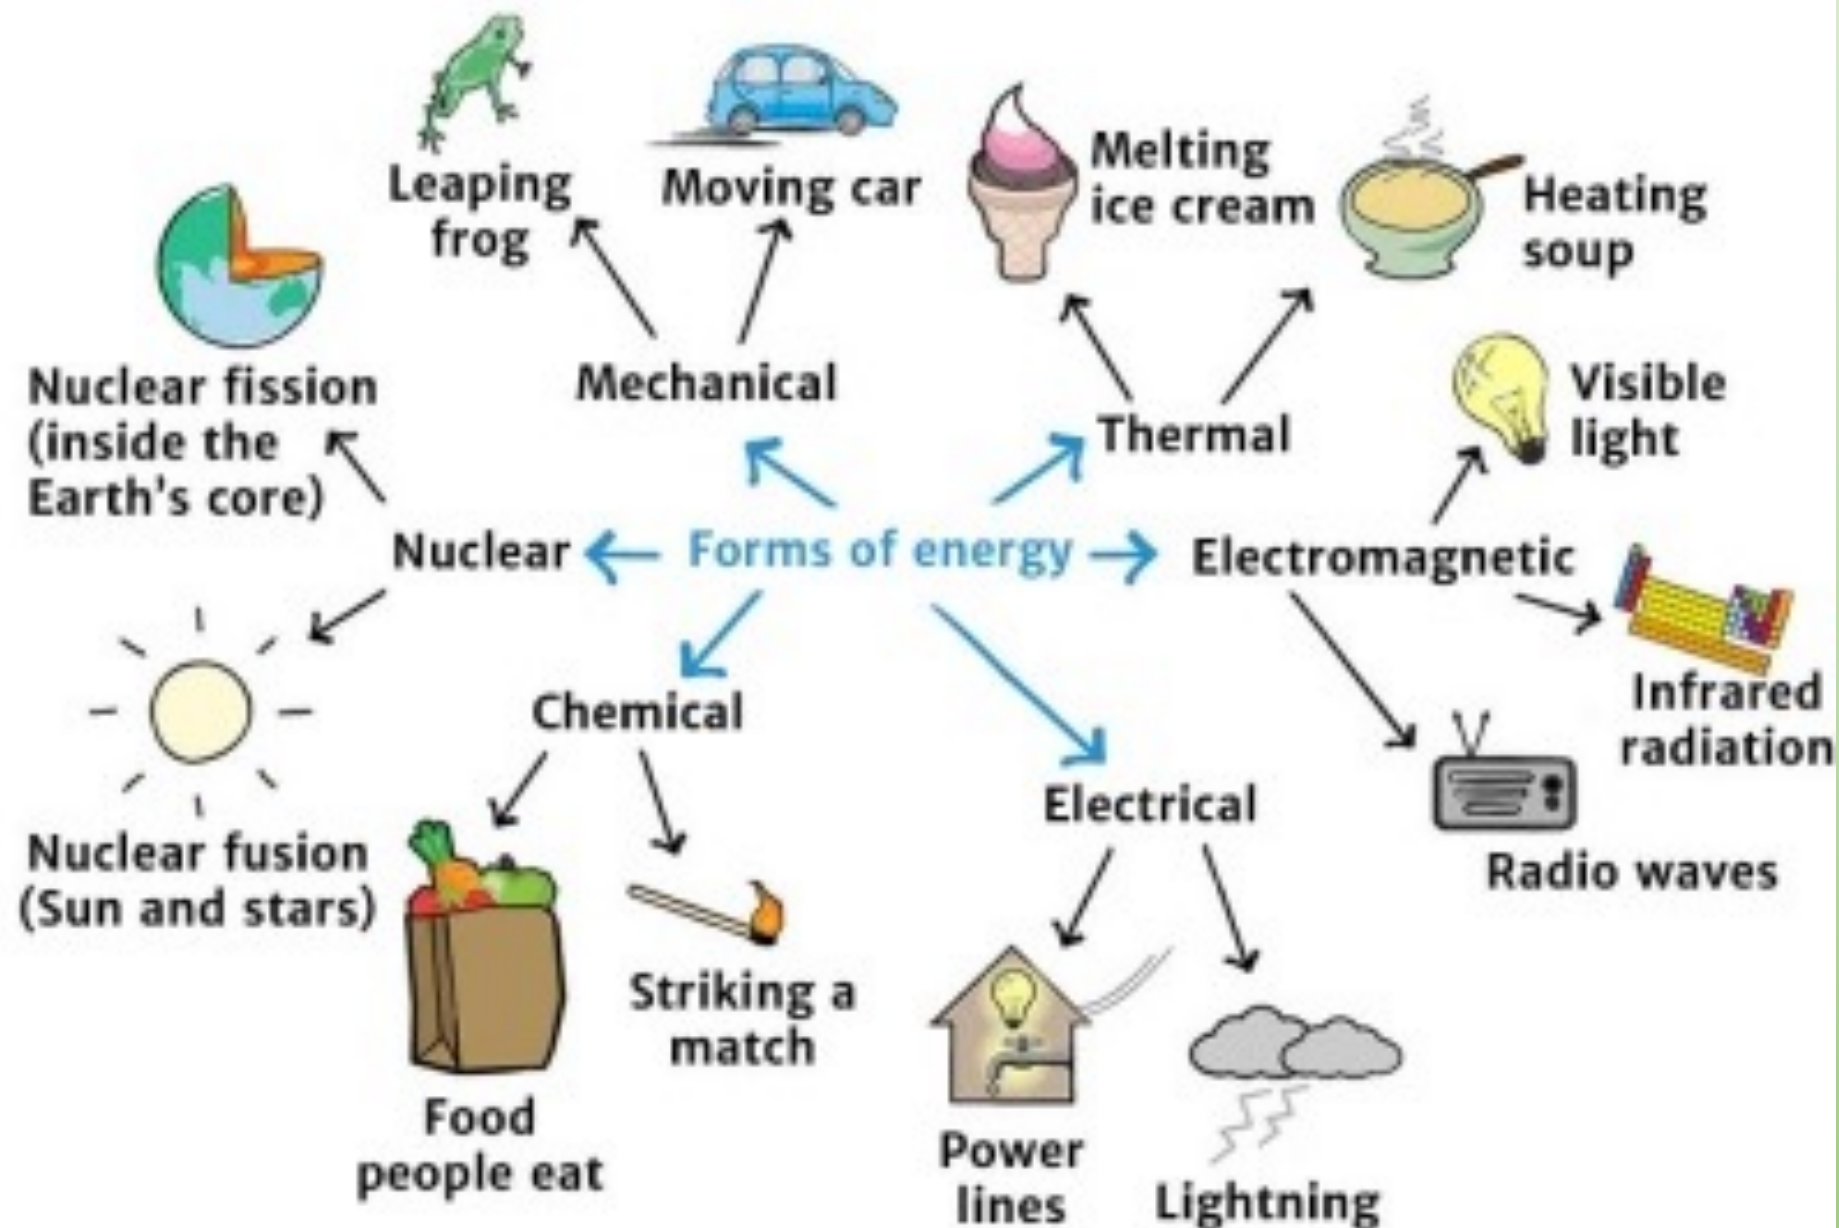 Leaping
frog
Moving car
Melting
ice cream
Heating
soup
Nuclear fission
(inside the
Earth's core)
Mechanical
Thermal
Visible
light
Nuclear
Forms of energy
Electromagnetic
Infrared
radiation
Chemical
Electrical
Radio waves
Nuclear fusion
(Sun and stars)
Striking a
match
Food
people eat
Power
lines
Lightning